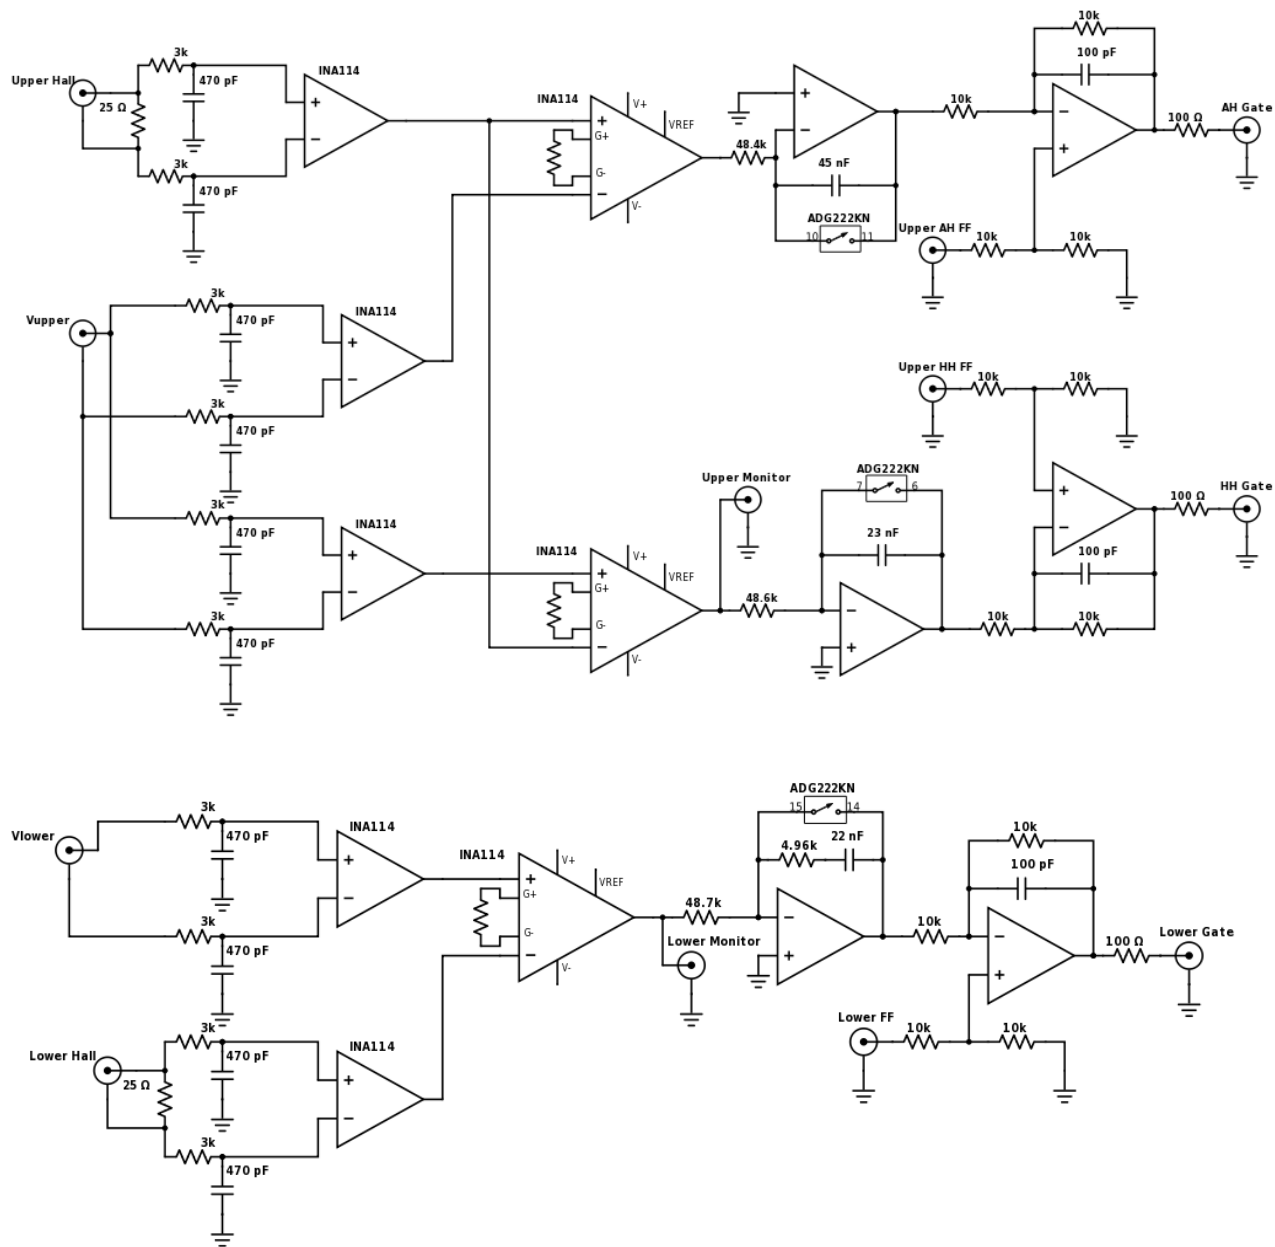 Upper Hall
3k
470 pF
25 Ω
3k
470 pF
INA114
+
−
INA114
V+
VREF
+
G+
G-
−
V-
48.4k
+
−
45 nF
ADG222KN
10
11
10k
10k
100 pF
−
+
100 Ω
AH Gate
Upper AH FF
10k
10k
Vupper
3k
470 pF
3k
470 pF
INA114
+
−
3k
470 pF
3k
470 pF
INA114
+
−
INA114
V+
VREF
+
G+
G-
−
V-
Upper Monitor
48.6k
ADG222KN
7
6
23 nF
−
+
Upper HH FF
10k
10k
+
−
100 pF
10k
10k
100 Ω
HH Gate
Vlower
3k
470 pF
3k
470 pF
INA114
+
−
INA114
V+
VREF
+
G+
G-
−
V-
48.7k
Lower Monitor
ADG222KN
15
14
4.96k
22 nF
−
+
10k
10k
100 pF
−
+
100 Ω
Lower Gate
Lower FF
10k
10k
Lower Hall
25 Ω
3k
470 pF
3k
470 pF
INA114
+
−